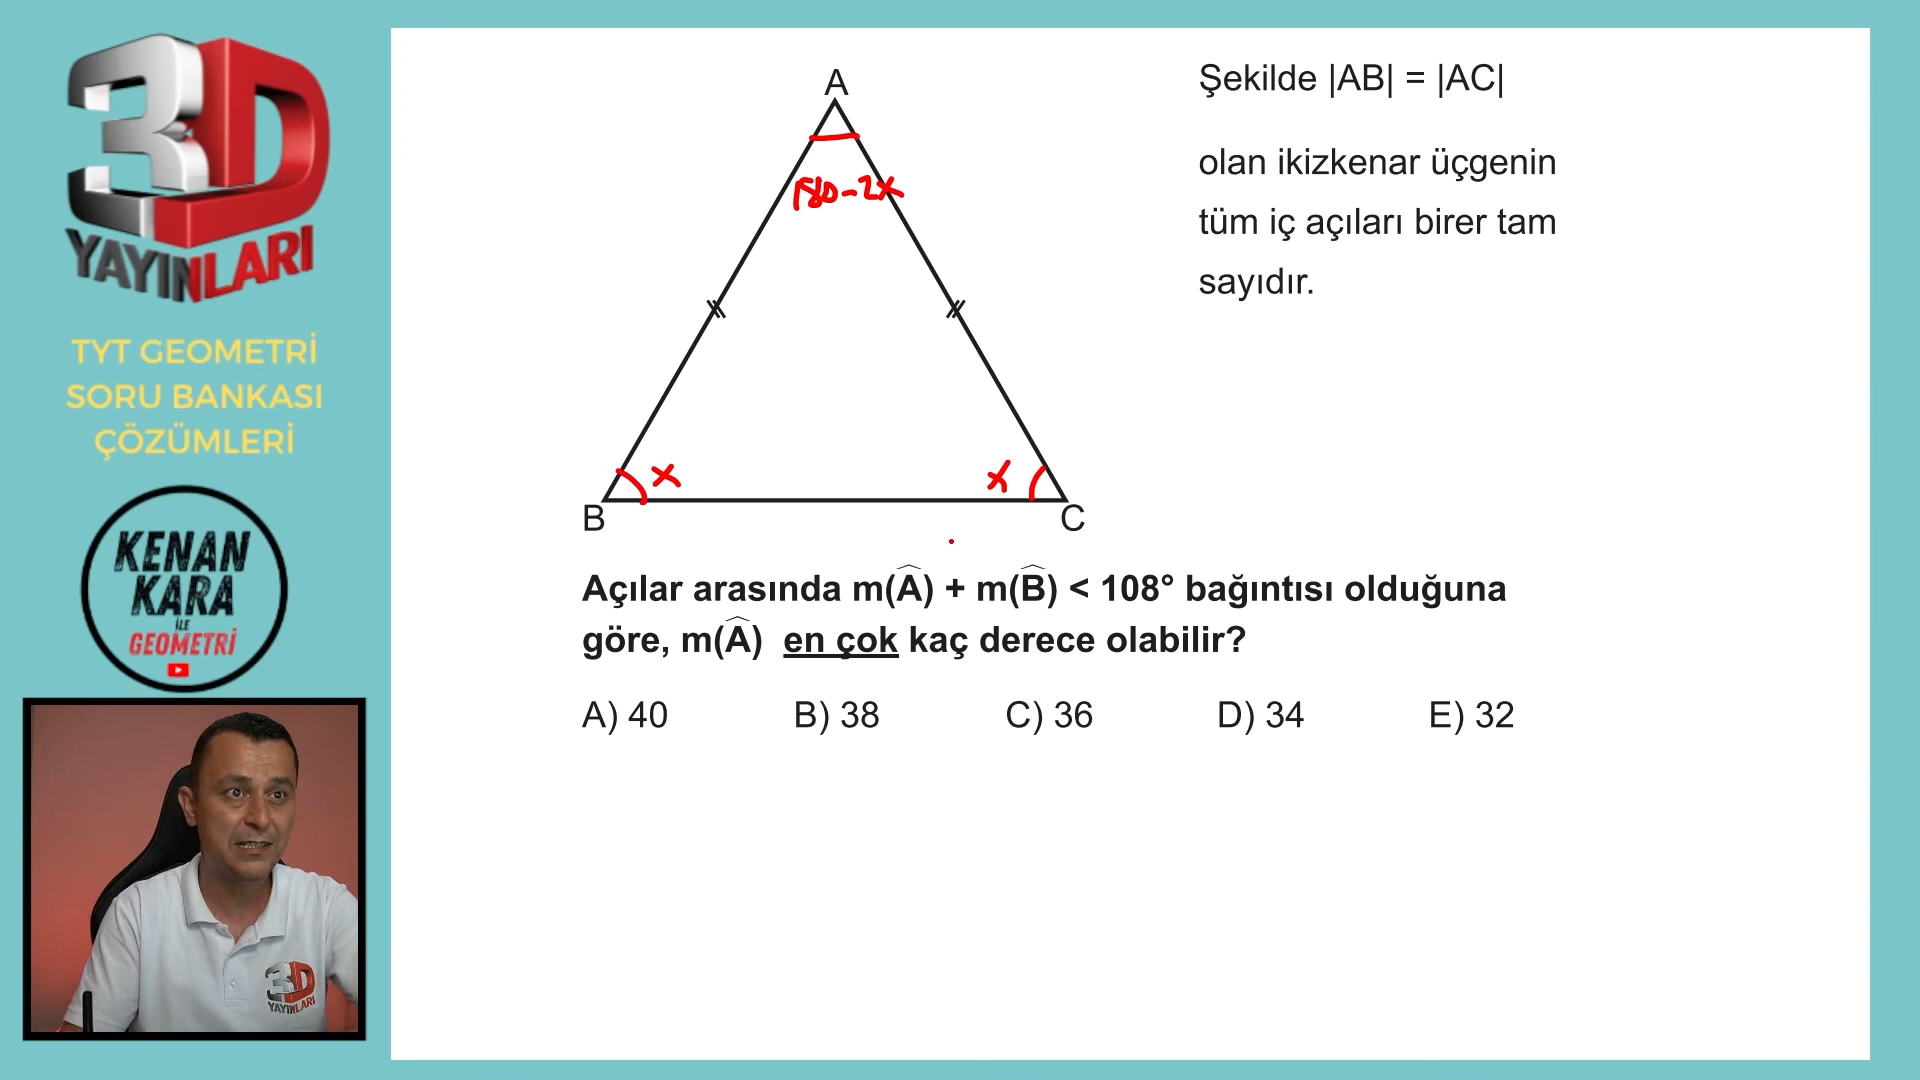 3D
YAYINLARI
TYT GEOMETRİ
SORU BANKASI
ÇÖZÜMLERİ
KENAN
KARA
İLE
GEOMETRİ
3D
YAYINLARI
A
180-2x
x
x
B
C
Şekilde |AB| = |AC|
olan ikizkenar üçgenin
tüm iç açıları birer tam
sayıdır.
Açılar arasında m(Â) + m(B̂) < 108° bağıntısı olduğuna
göre, m(Â) en çok kaç derece olabilir?
A) 40 B) 38 C) 36 D) 34 E) 32